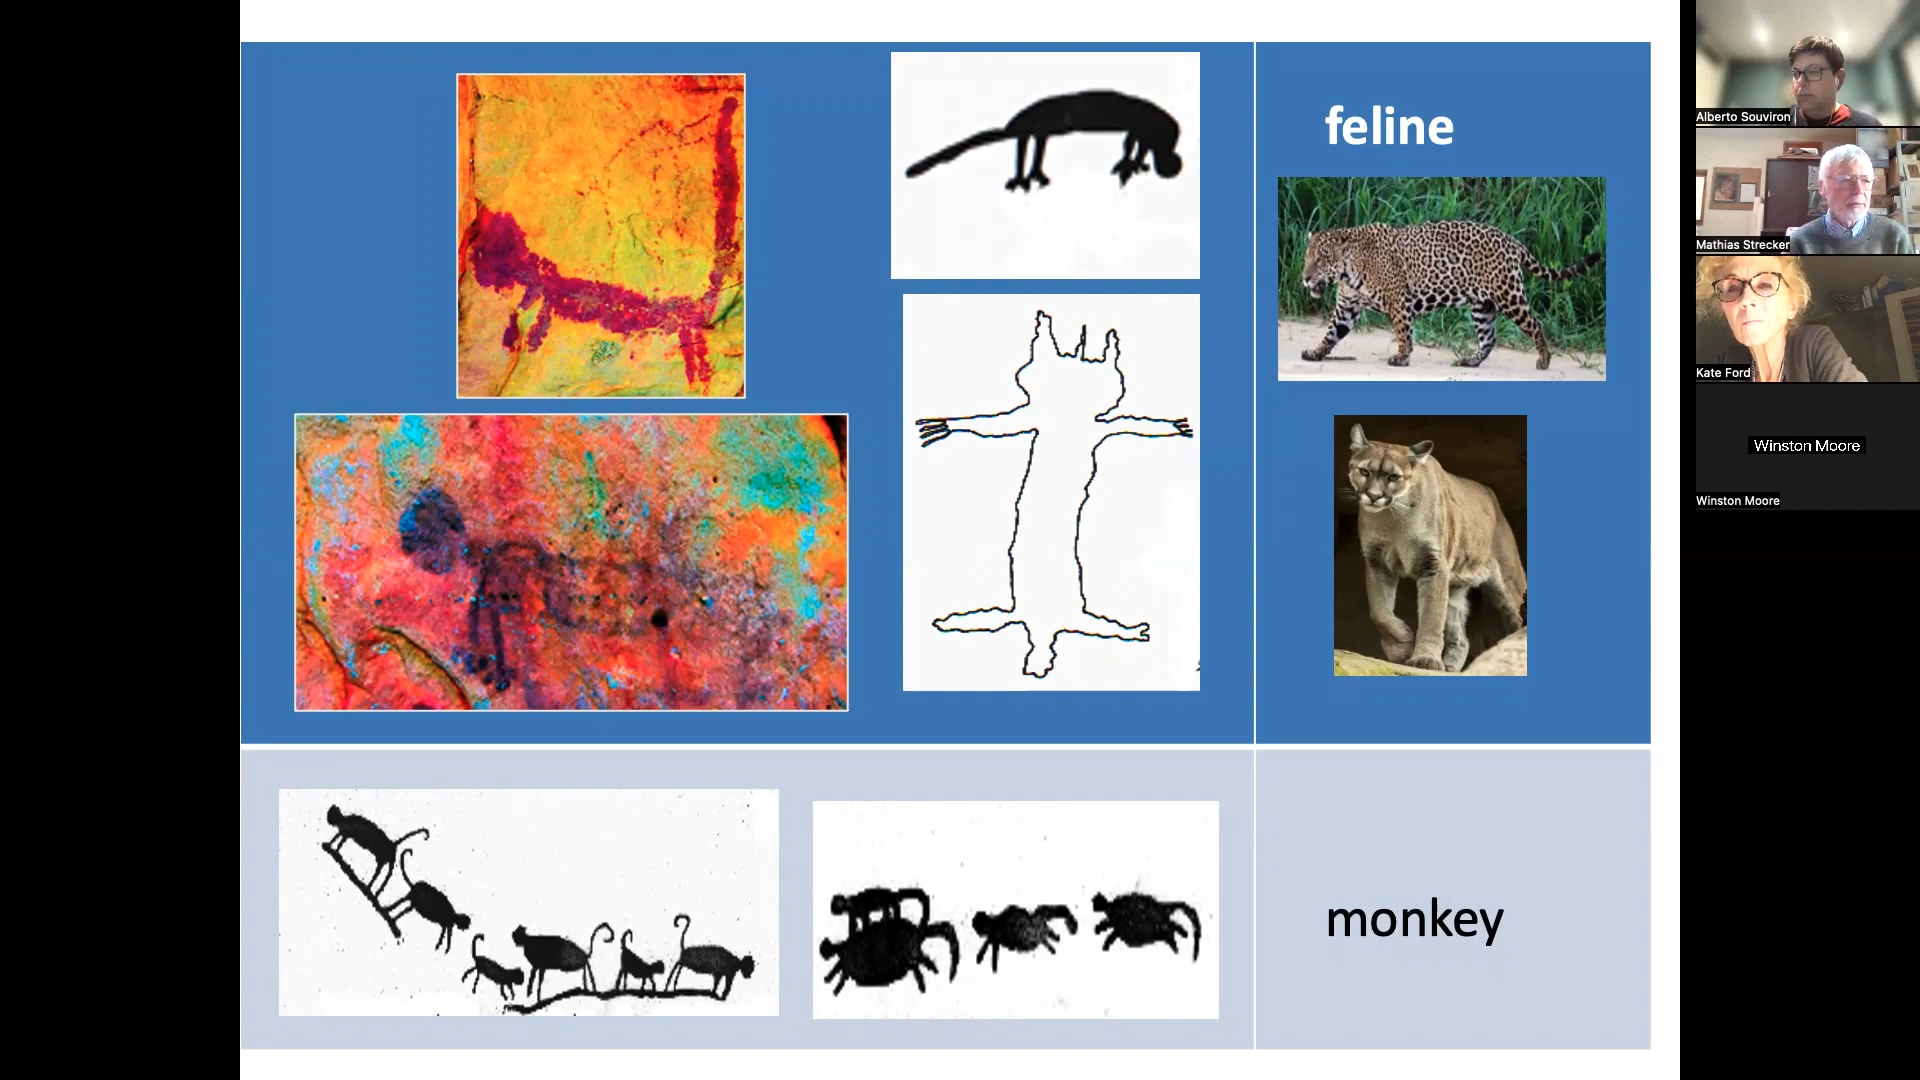 feline
monkey
Alberto Souviron
Mathias Strecker
Kate Ford
Winston Moore
Winston Moore